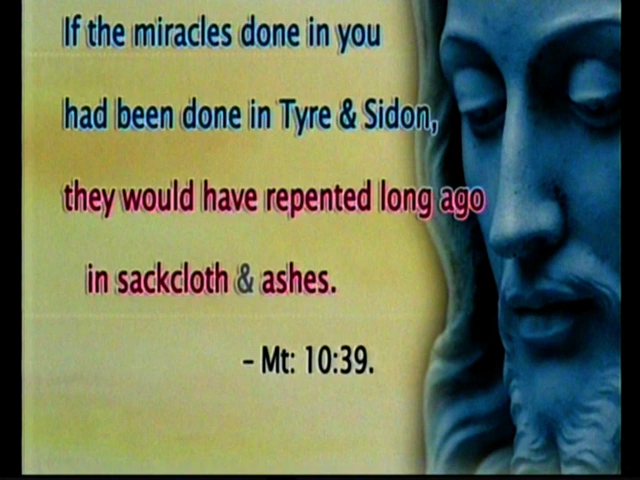 If the miracles done in you
had been done in Tyre & Sidon,
they would have repented long ago
in sackcloth & ashes.
– Mt: 10:39.